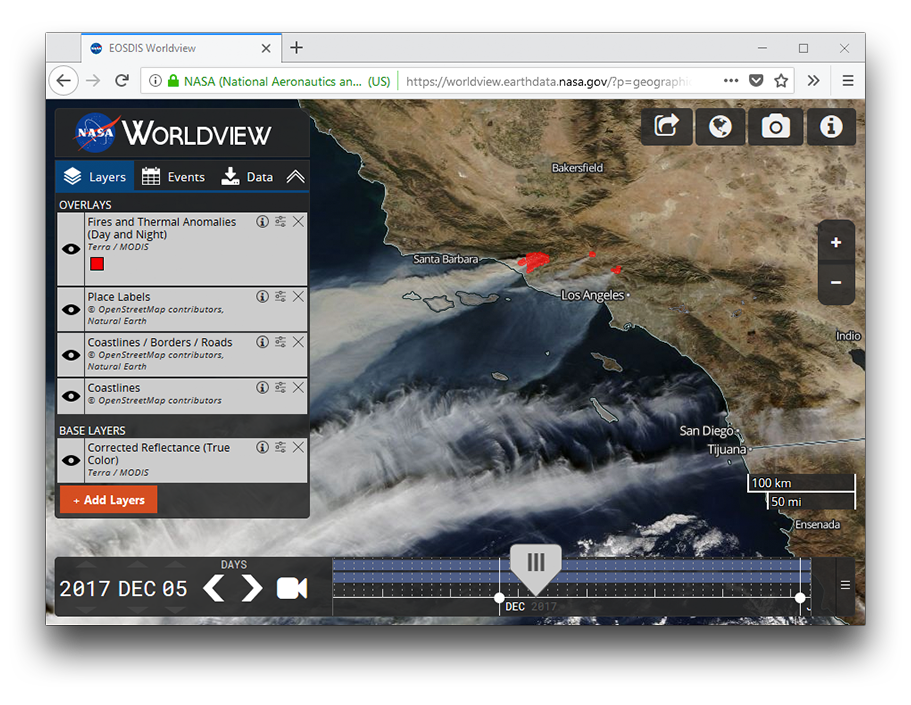 EOSDIS Worldview
NASA (National Aeronautics an... (US)
https://worldview.earthdata.nasa.gov/?p=geographi
NASA WORLDVIEW
Layers
Events
Data
OVERLAYS
Fires and Thermal Anomalies
(Day and Night)
Terra / MODIS
Place Labels
© OpenStreetMap contributors,
Natural Earth
Coastlines / Borders / Roads
© OpenStreetMap contributors,
Natural Earth
Coastlines
© OpenStreetMap contributors
BASE LAYERS
Corrected Reflectance (True
Color)
Terra / MODIS
+ Add Layers
Bakersfield
Santa Barbara
Los Angeles
Indio
San Diego
Tijuana
100 km
50 mi
Ensenada
DAYS
2017 DEC 05
DEC 2017